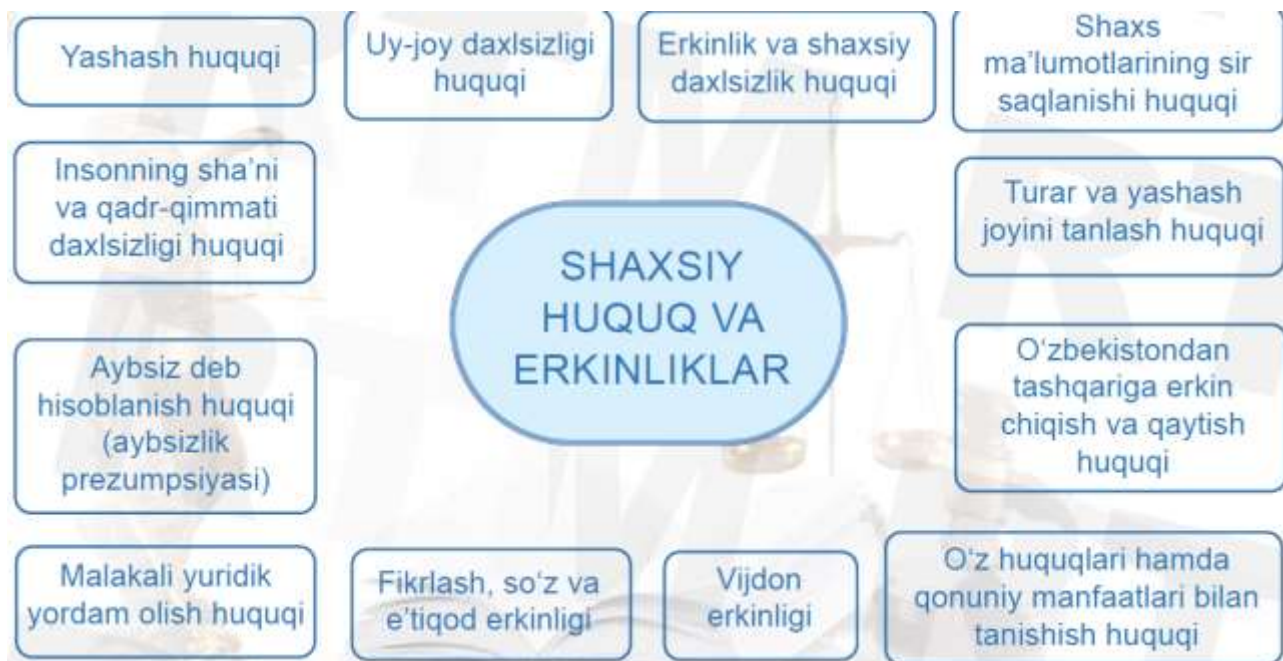 Yashash huquqi
Uy-joy daxlsizligi
huquqi
Erkinlik va shaxsiy
daxlsizlik huquqi
Shaxs
ma’lumotlarining sir
saqlanishi huquqi
Insonning sha’ni
va qadr-qimmati
daxlsizligi huquqi
Turar va yashash
joyini tanlash huquqi
SHAXSIY
HUQUQ VA
ERKINLIKLAR
Aybsiz deb
hisoblanish huquqi
(aybsizlik
prezumpsiyasi)
O‘zbekistondan
tashqariga erkin
chiqish va qaytish
huquqi
Malakali yuridik
yordam olish huquqi
Fikrlash, so‘z va
e’tiqod erkinligi
Vijdon
erkinligi
O‘z huquqlari hamda
qonuniy manfaatlari bilan
tanishish huquqi